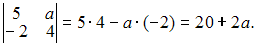 | 5 a |
| −2 4 | = 5·4 − a·(−2) = 20 + 2a.